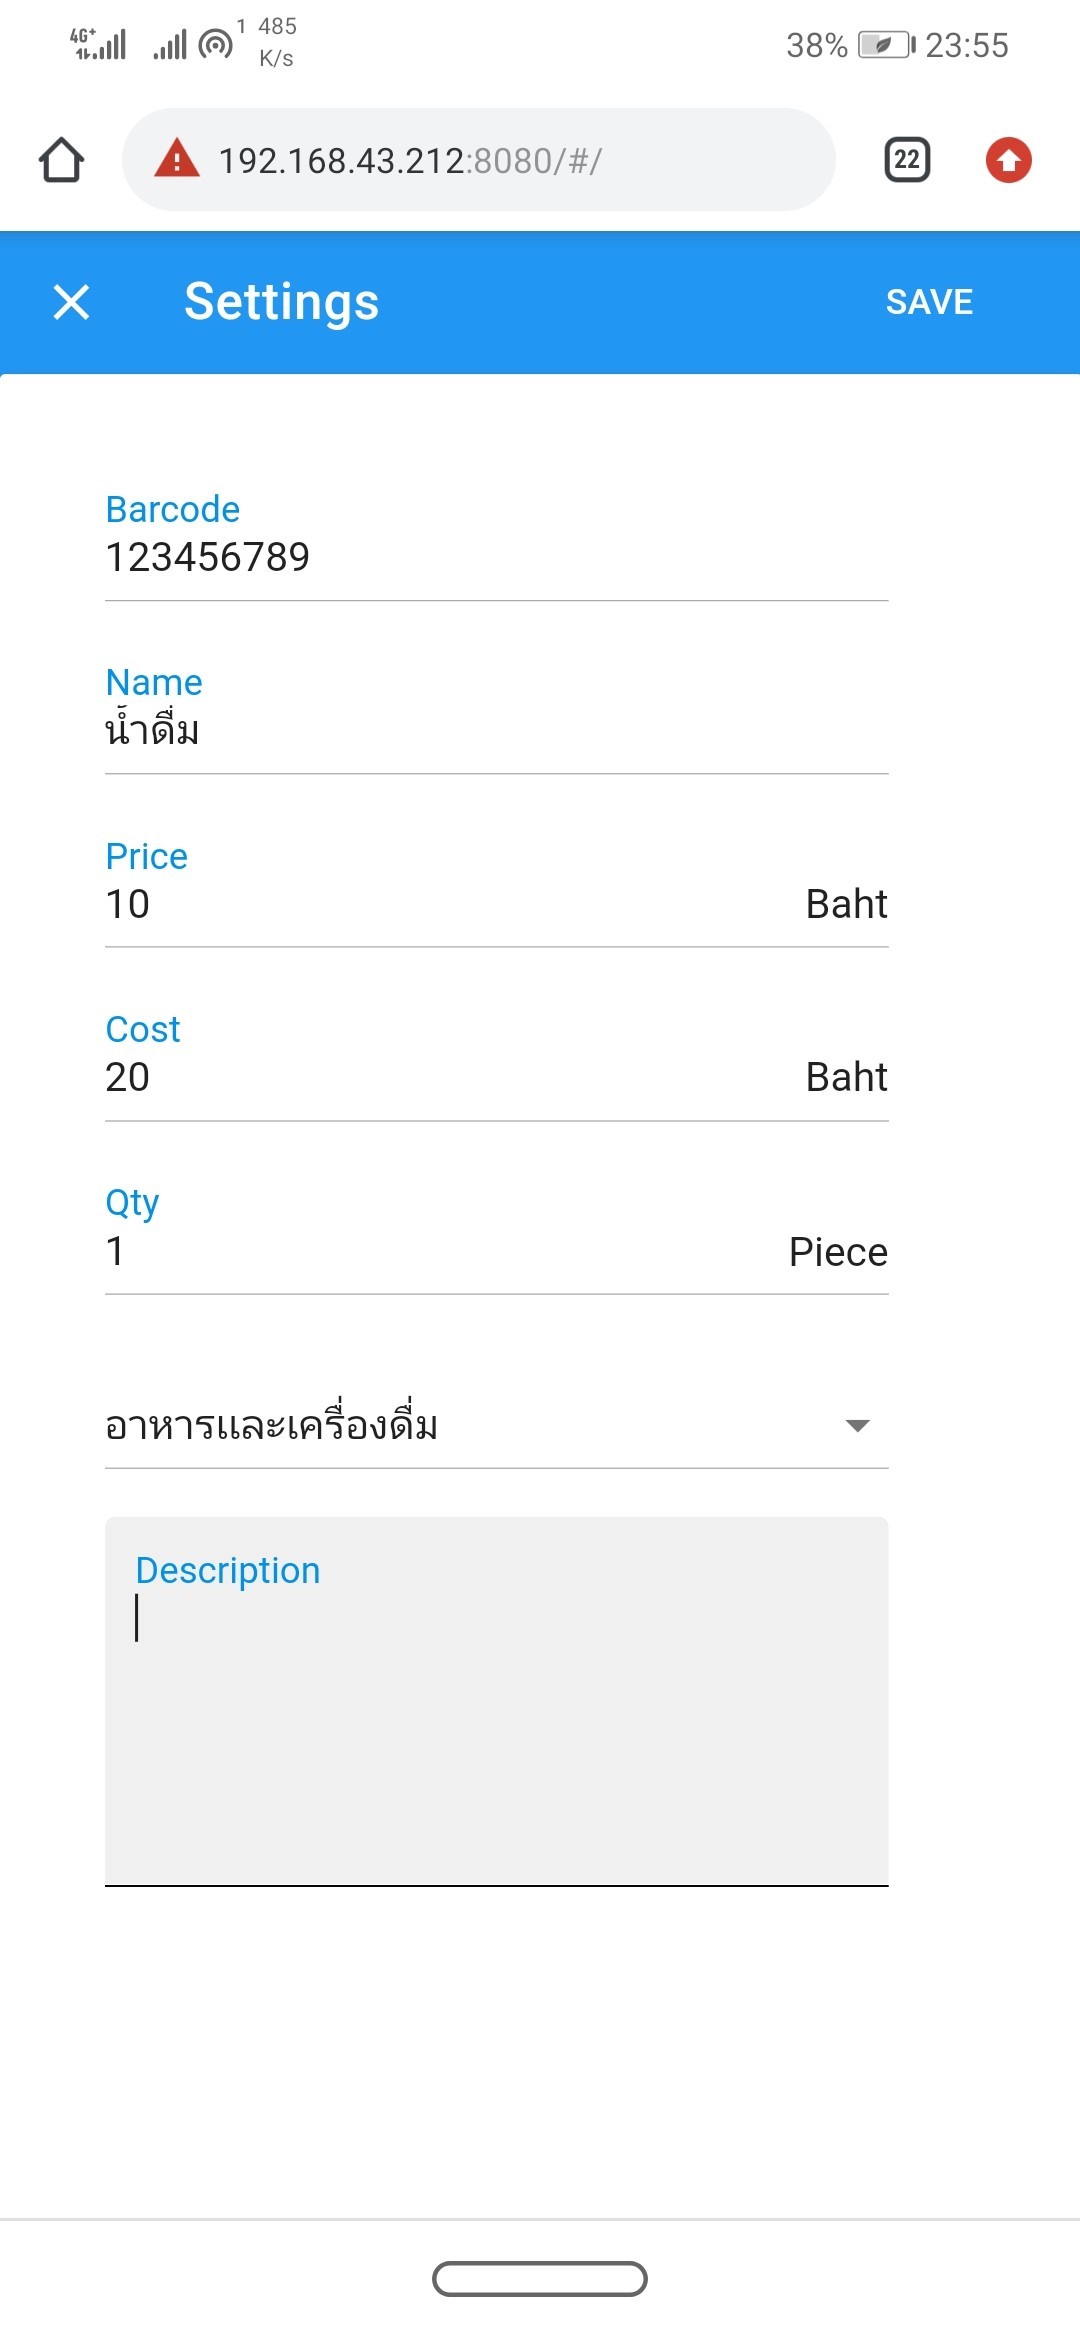 4G+ 1 485
K/s
38% 23:55
192.168.43.212:8080/#/
22
Settings
SAVE
Barcode
123456789
Name
น้ำดื่ม
Price
10 Baht
Cost
20 Baht
Qty
1 Piece
อาหารและเครื่องดื่ม
Description